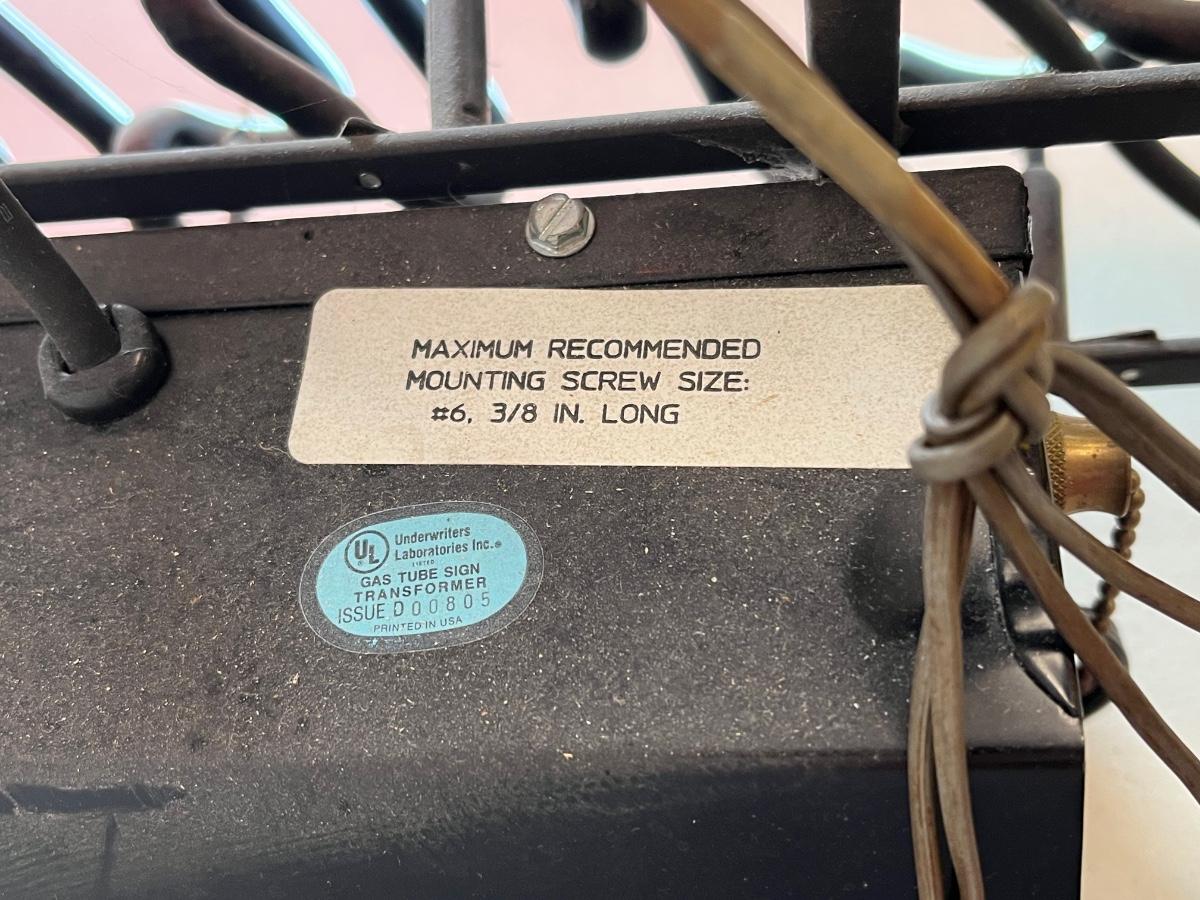 MAXIMUM RECOMMENDED
MOUNTING SCREW SIZE:
#6, 3/8 IN. LONG
UL
Underwriters
Laboratories Inc.®
LISTED
GAS TUBE SIGN
TRANSFORMER
ISSUE D00805
PRINTED IN USA